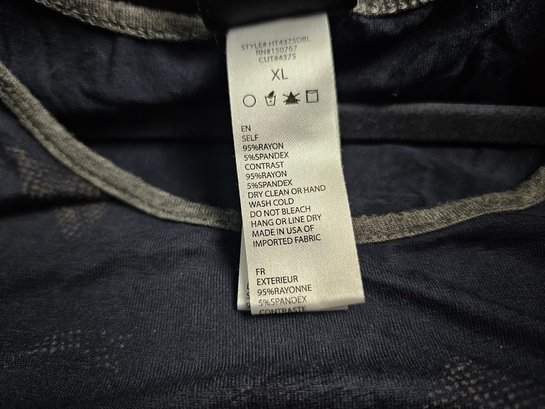 STYLE# HT4375DBL
RN#150767
CUT#4375
XL
EN
SELF
95%RAYON
5%SPANDEX
CONTRAST
95%RAYON
5%SPANDEX
DRY CLEAN OR HAND
WASH COLD
DO NOT BLEACH
HANG OR LINE DRY
MADE IN USA OF
IMPORTED FABRIC
FR
EXTERIEUR
95%RAYONNE
5%SPANDEX
CONTRASTE